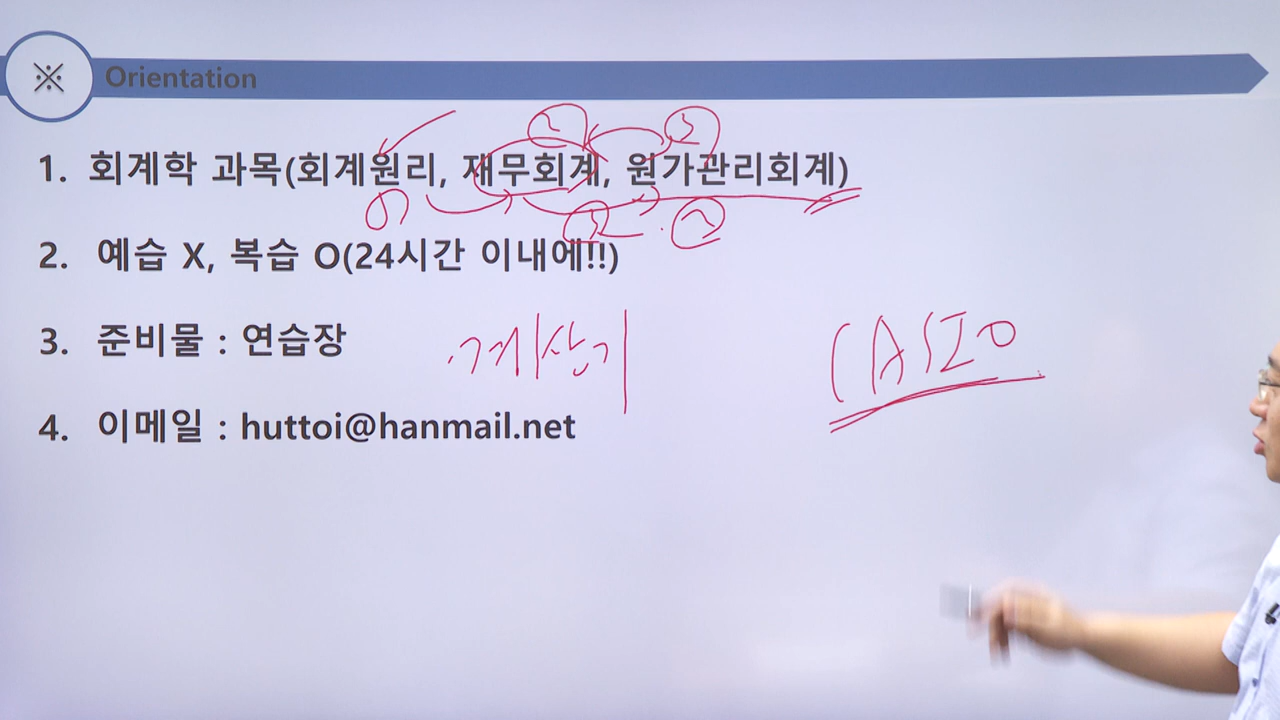 ※ Orientation
1. 회계학 과목(회계원리, 재무회계, 원가관리회계)
2. 예습 X, 복습 O(24시간 이내에!!)
3. 준비물 : 연습장 계산기 CASIO
4. 이메일 : huttoi@hanmail.net